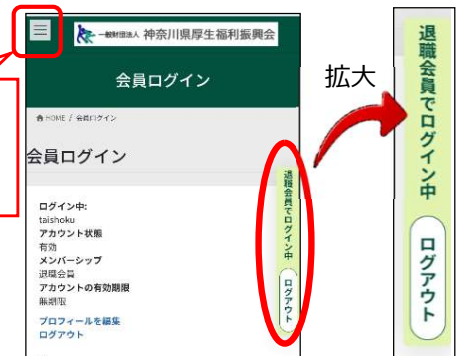 一般財団法人 神奈川県厚生福利振興会
会員ログイン
HOME / 会員ログイン
会員ログイン
ログイン中:
taishoku
アカウント状態
有効
メンバーシップ
退職会員
アカウントの有効期限
無期限
プロフィールを編集
ログアウト
退職会員でログイン中
ログアウト
拡大
退職会員でログイン中
ログアウト